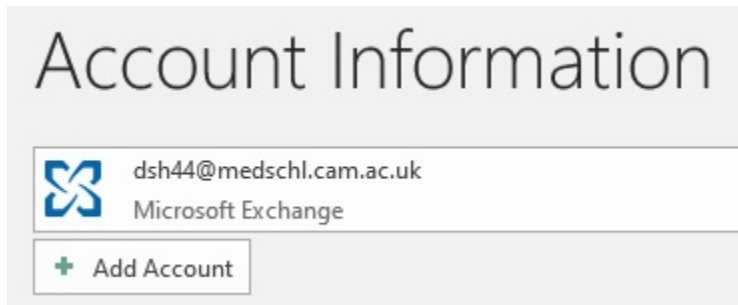 Account Information
dsh44@medschl.cam.ac.uk
Microsoft Exchange
Add Account